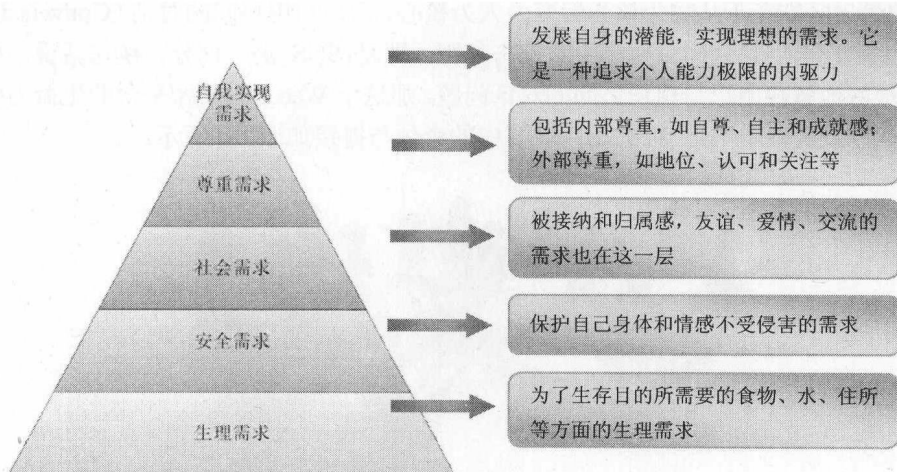 发展自身的潜能，实现理想的需求。它
是一种追求个人能力极限的内驱力
自我实现
需求
包括内部尊重，如自尊、自主和成就感；
外部尊重，如地位、认可和关注等
尊重需求
被接纳和归属感，友谊、爱情、交流的
需求也在这一层
社会需求
保护自己身体和情感不受侵害的需求
安全需求
为了生存日的所需要的食物、水、住所
等方面的生理需求
生理需求